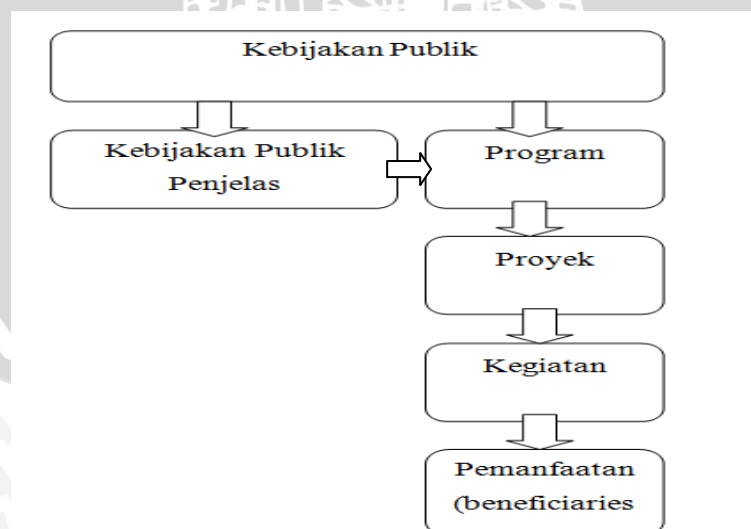 Kebijakan Publik
Kebijakan Publik
Penjelas
Program
Proyek
Kegiatan
Pemanfaatan
(beneficiaries